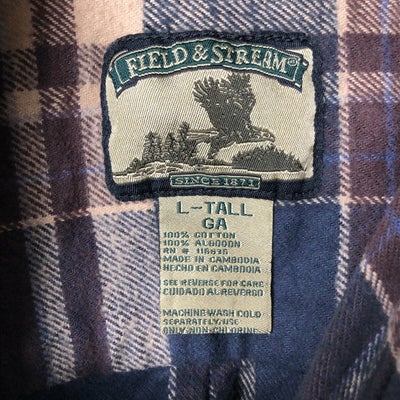 FIELD & STREAM®
SINCE 1871
L-TALL
GA
100% COTTON
100% ALGODON
RN # 115835
MADE IN CAMBODIA
HECHO EN CAMBODIA
SEE REVERSE FOR CARE
CUIDADO AL REVERSO
MACHINE WASH COLD
SEPARATELY/USE
ONLY NON-CHLORINE